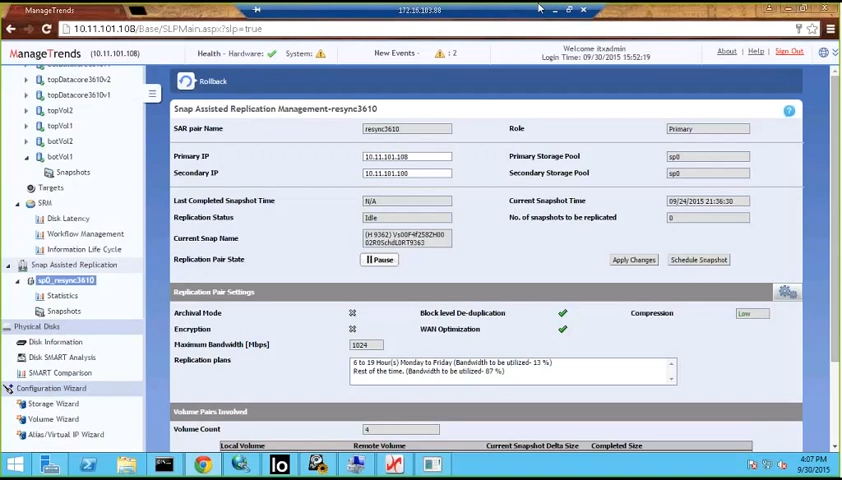 ManageTrends
172.16.103.88
10.11.101.108/Base/SLPMain.aspx?slp=true
ManageTrends (10.11.101.108)
Health - Hardware: System:
New Events - : 2
Welcome itxadmin
Login Time: 09/30/2015 15:52:19
About Help Sign Out
topDatacore3610v2
topDatacore3610v1
topVol2
topVol1
botVol2
botVol1
Snapshots
Targets
SRM
Disk Latency
Workflow Management
Information Life Cycle
Snap Assisted Replication
sp0_resync3610
Statistics
Snapshots
Physical Disks
Disk Information
Disk SMART Analysis
SMART Comparison
Configuration Wizard
Storage Wizard
Volume Wizard
Alias/Virtual IP Wizard
Rollback
Snap Assisted Replication Management-resync3610
SAR pair Name resync3610 Role Primary
Primary IP 10.11.101.108 Primary Storage Pool sp0
Secondary IP 10.11.101.100 Secondary Storage Pool sp0
Last Completed Snapshot Time N/A Current Snapshot Time 09/24/2015 21:36:30
Replication Status Idle No. of snapshots to be replicated 0
Current Snap Name
Replication Pair State Pause Apply Changes Schedule Snapshot
Replication Pair Settings
Archival Mode Block level De-duplication Compression Low
Encryption WAN Optimization
Maximum Bandwidth [Mbps] 1024
Replication plans
6 to 19 Hour(s) Monday to Friday (Bandwidth to be utilized- 13 %)
Rest of the time. (Bandwidth to be utilized- 87 %)
Volume Pairs Involved
Volume Count 4
Local Volume Remote Volume Current Snapshot Delta Size Completed Size
4:07 PM
9/30/2015